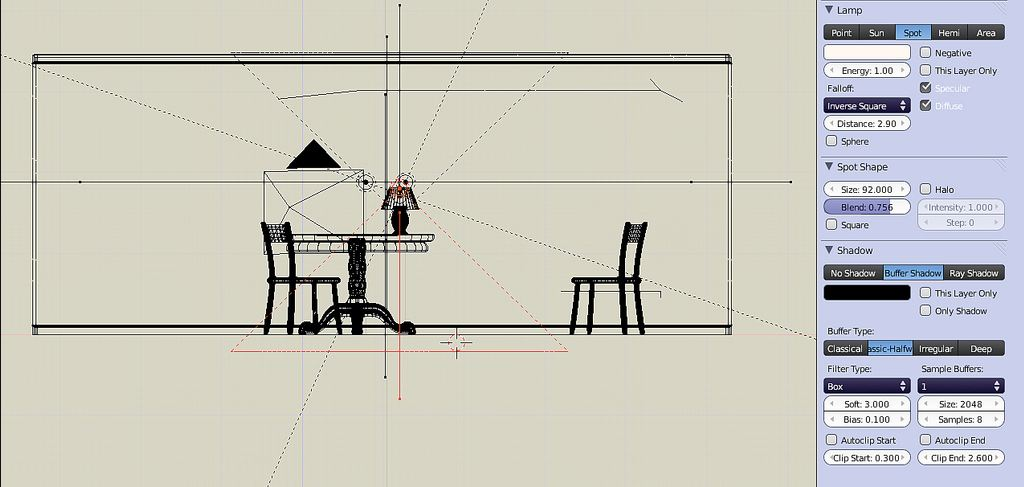 Lamp
Point Sun Spot Hemi Area
Negative
Energy: 1.00 This Layer Only
Falloff: Specular
Inverse Square Diffuse
Distance: 2.90
Sphere
Spot Shape
Size: 92.000 Halo
Blend: 0.756 Intensity: 1.000
Square Step: 0
Shadow
No Shadow Buffer Shadow Ray Shadow
This Layer Only
Only Shadow
Buffer Type:
Classical assic-Halfw Irregular Deep
Filter Type: Sample Buffers:
Box 1
Soft: 3.000 Size: 2048
Bias: 0.100 Samples: 8
Autoclip Start Autoclip End
Clip Start: 0.300 Clip End: 2.600